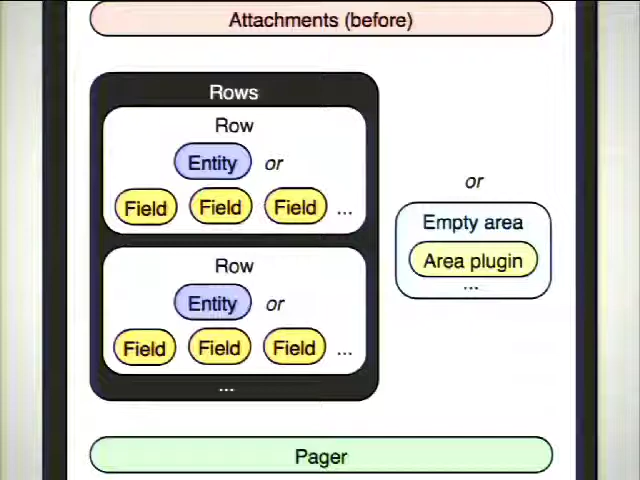 Attachments (before)
Rows
Row
Entity or
Field Field Field ...
Row
Entity or
Field Field Field ...
...
or
Empty area
Area plugin
...
Pager